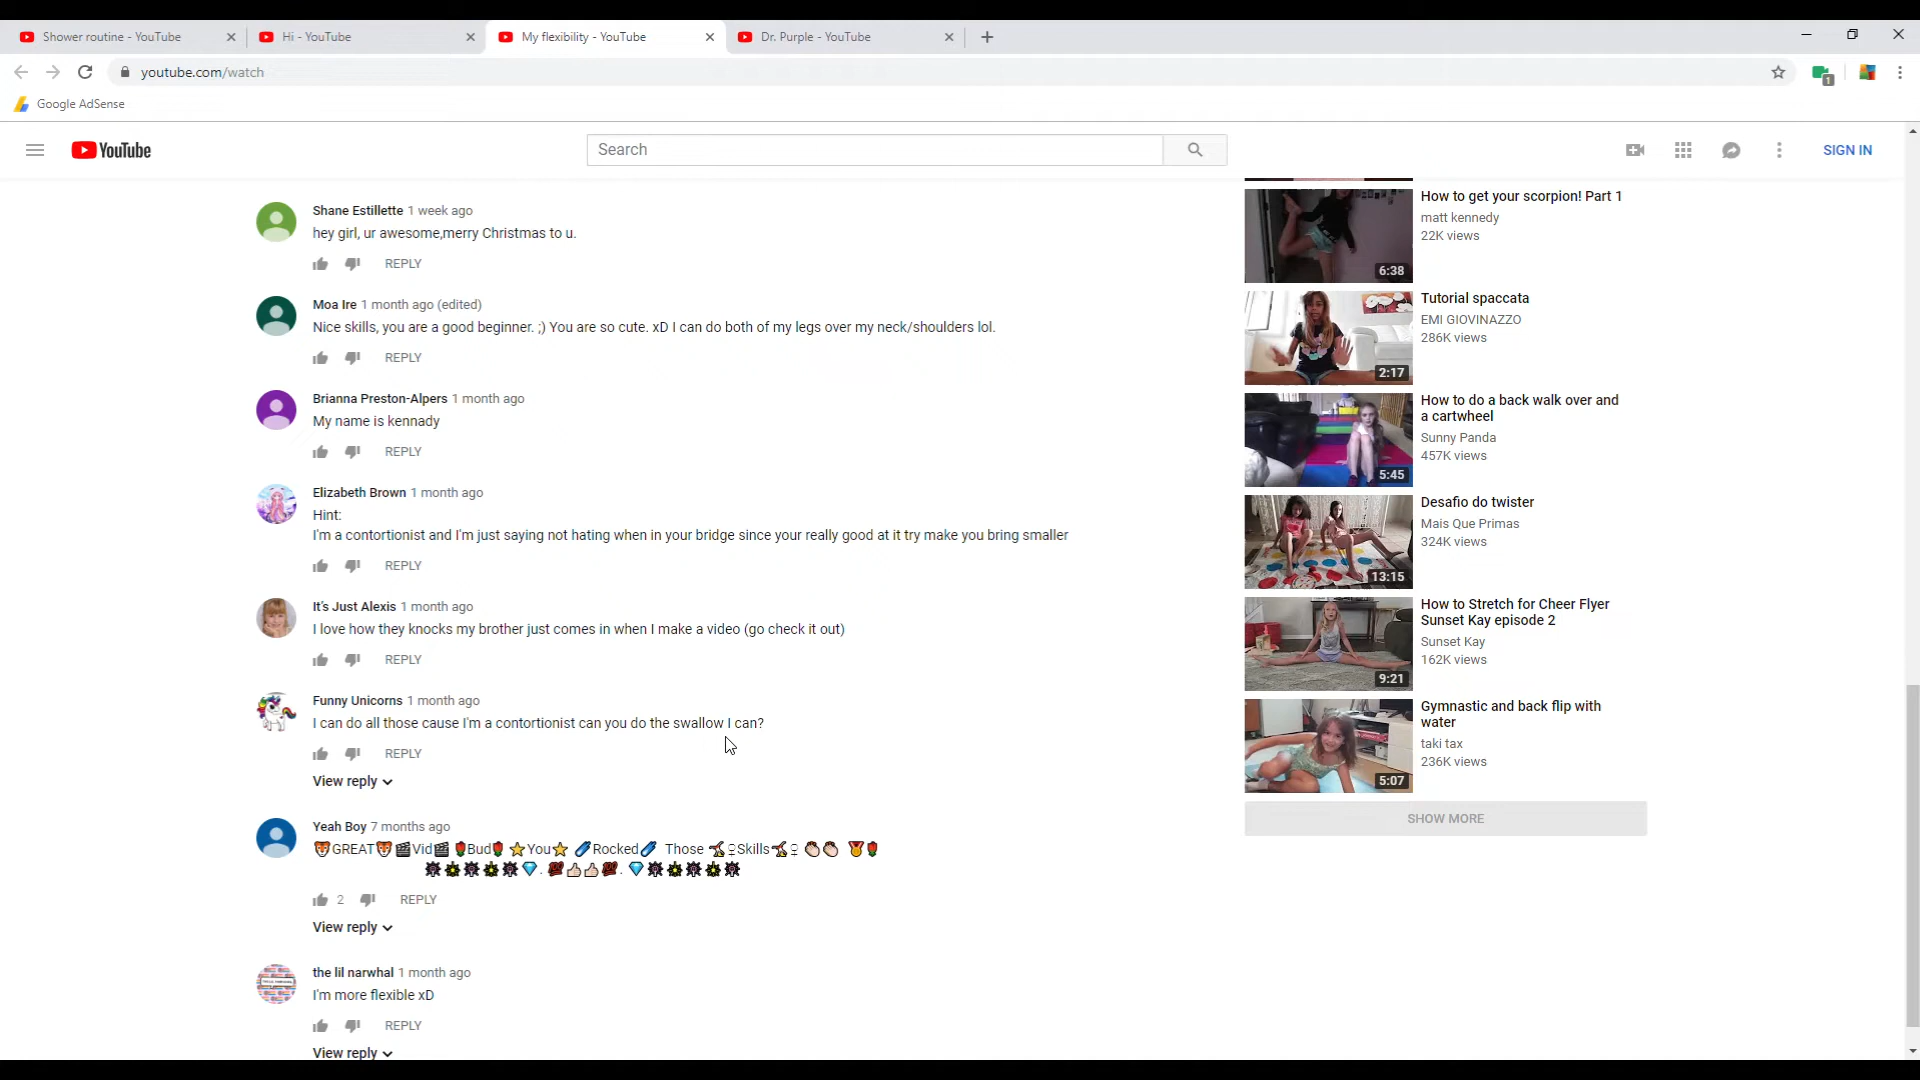 Shower routine - YouTube
Hi - YouTube
My flexibility - YouTube
Dr. Purple - YouTube
youtube.com/watch
1
Google AdSense
YouTube
Search
SIGN IN
Shane Estillette 1 week ago
hey girl, ur awesome,merry Christmas to u.
REPLY
Moa Ire 1 month ago (edited)
Nice skills, you are a good beginner. ;) You are so cute. xD I can do both of my legs over my neck/shoulders lol.
REPLY
Brianna Preston-Alpers 1 month ago
My name is kennady
REPLY
Elizabeth Brown 1 month ago
Hint:
I'm a contortionist and I'm just saying not hating when in your bridge since your really good at it try make you bring smaller
REPLY
It's Just Alexis 1 month ago
I love how they knocks my brother just comes in when I make a video (go check it out)
REPLY
Funny Unicorns 1 month ago
I can do all those cause I'm a contortionist can you do the swallow I can?
REPLY
View reply
Yeah Boy 7 months ago
🐯GREAT🐯🎬Vid🎬🌹Bud🌹⭐You⭐ Rocked Those ♀Skills♀
💯👍👍💯
2 REPLY
View reply
the lil narwhal 1 month ago
I'm more flexible xD
REPLY
View reply
How to get your scorpion! Part 1
matt kennedy
22K views
6:38
Tutorial spaccata
EMI GIOVINAZZO
286K views
2:17
How to do a back walk over and
a cartwheel
Sunny Panda
457K views
5:45
Desafio do twister
Mais Que Primas
324K views
13:15
How to Stretch for Cheer Flyer
Sunset Kay episode 2
Sunset Kay
162K views
9:21
Gymnastic and back flip with
water
taki tax
236K views
5:07
SHOW MORE